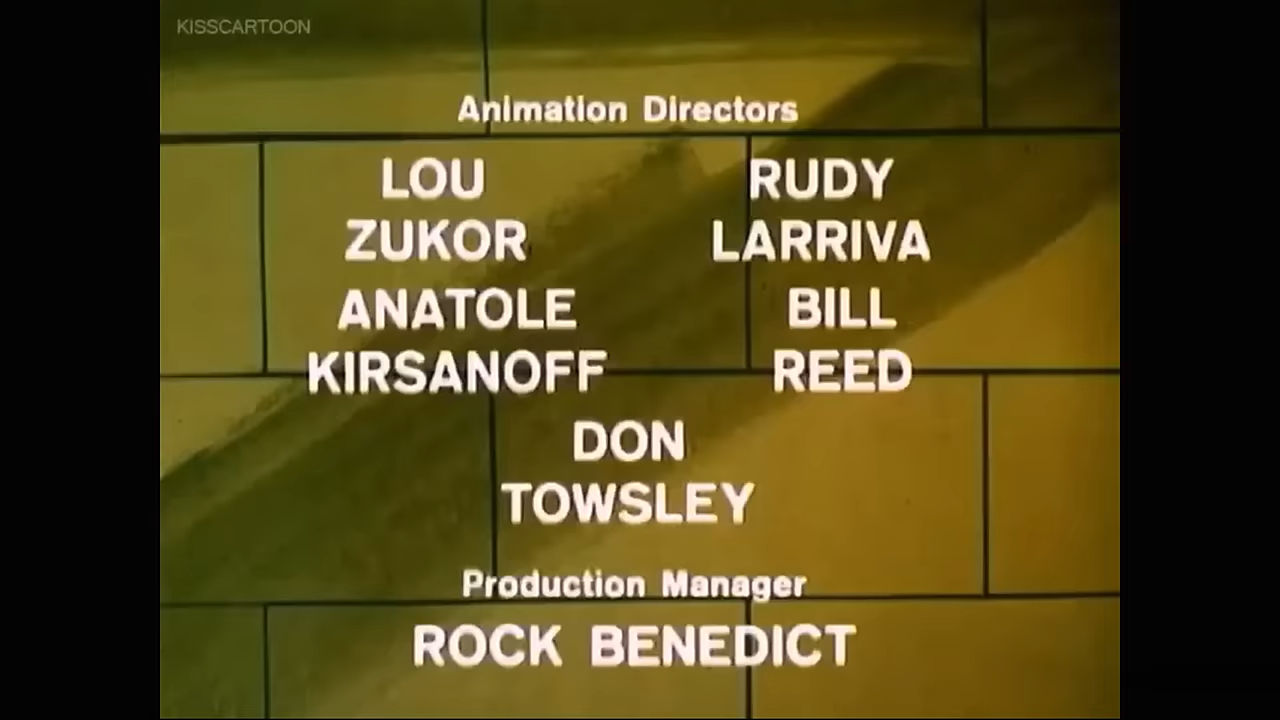 KISSCARTOON
Animation Directors
LOU ZUKOR
RUDY LARRIVA
ANATOLE KIRSANOFF
BILL REED
DON TOWSLEY
Production Manager
ROCK BENEDICT